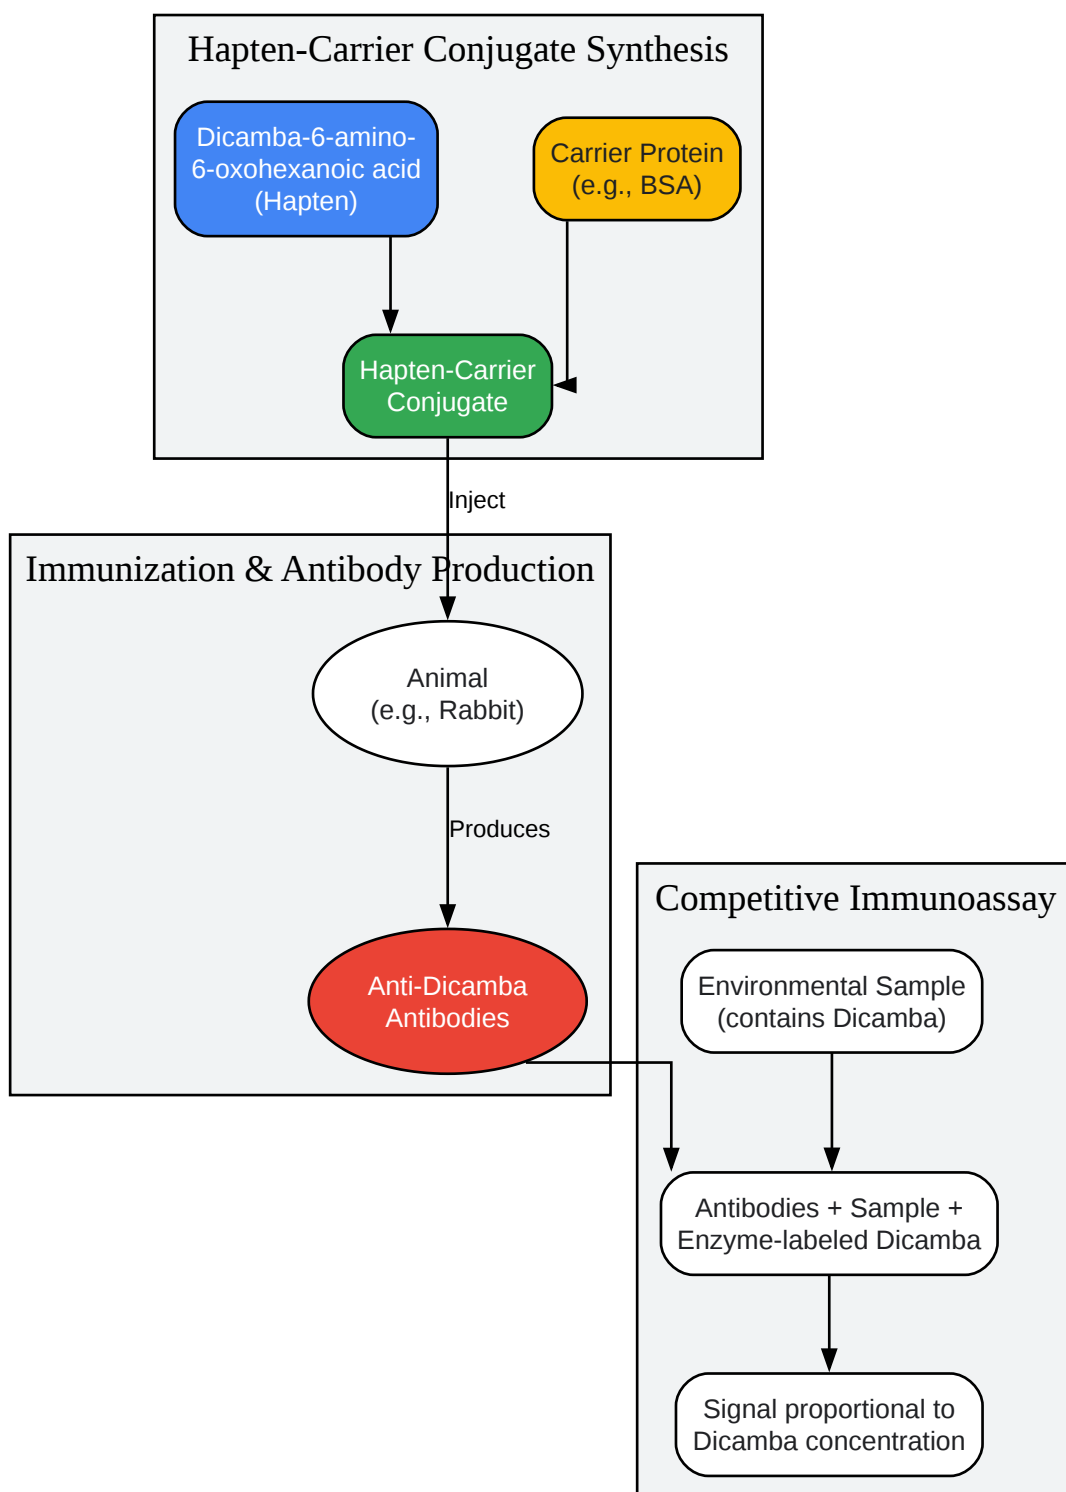 Hapten-Carrier Conjugate Synthesis
Dicamba-6-amino-
6-oxohexanoic acid
(Hapten)
Carrier Protein
(e.g., BSA)
Hapten-Carrier
Conjugate
Inject
Immunization & Antibody Production
Animal
(e.g., Rabbit)
Produces
Anti-Dicamba
Antibodies
Competitive Immunoassay
Environmental Sample
(contains Dicamba)
Antibodies + Sample +
Enzyme-labeled Dicamba
Signal proportional to
Dicamba concentration